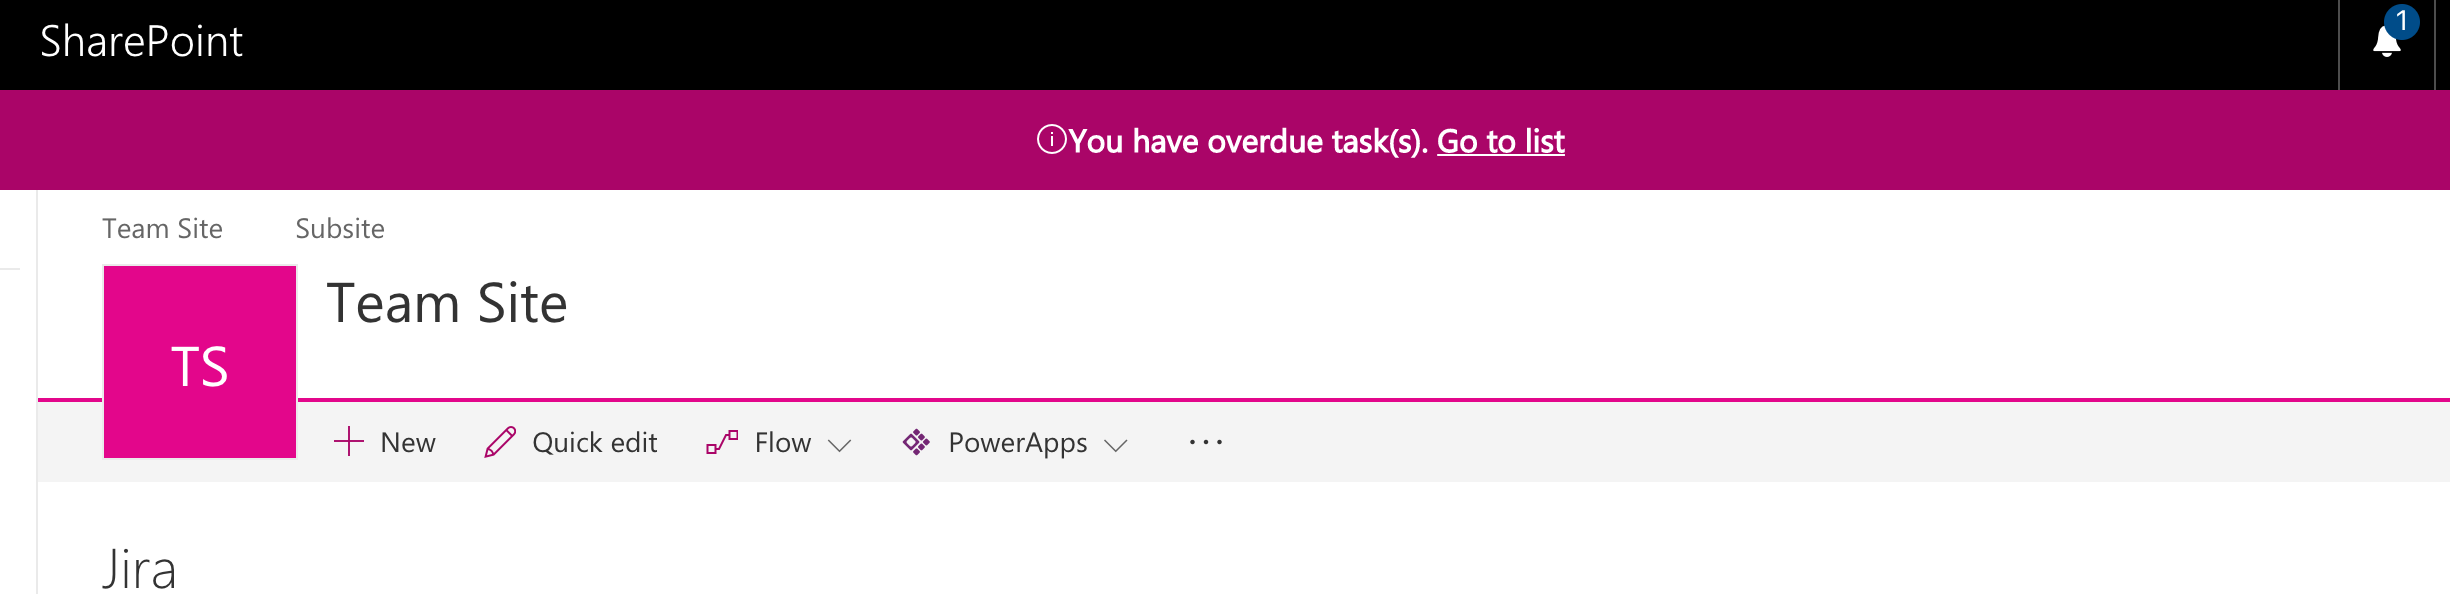 SharePoint
1
You have overdue task(s). Go to list
Team Site Subsite
TS
Team Site
New Quick edit Flow PowerApps ···
Jira